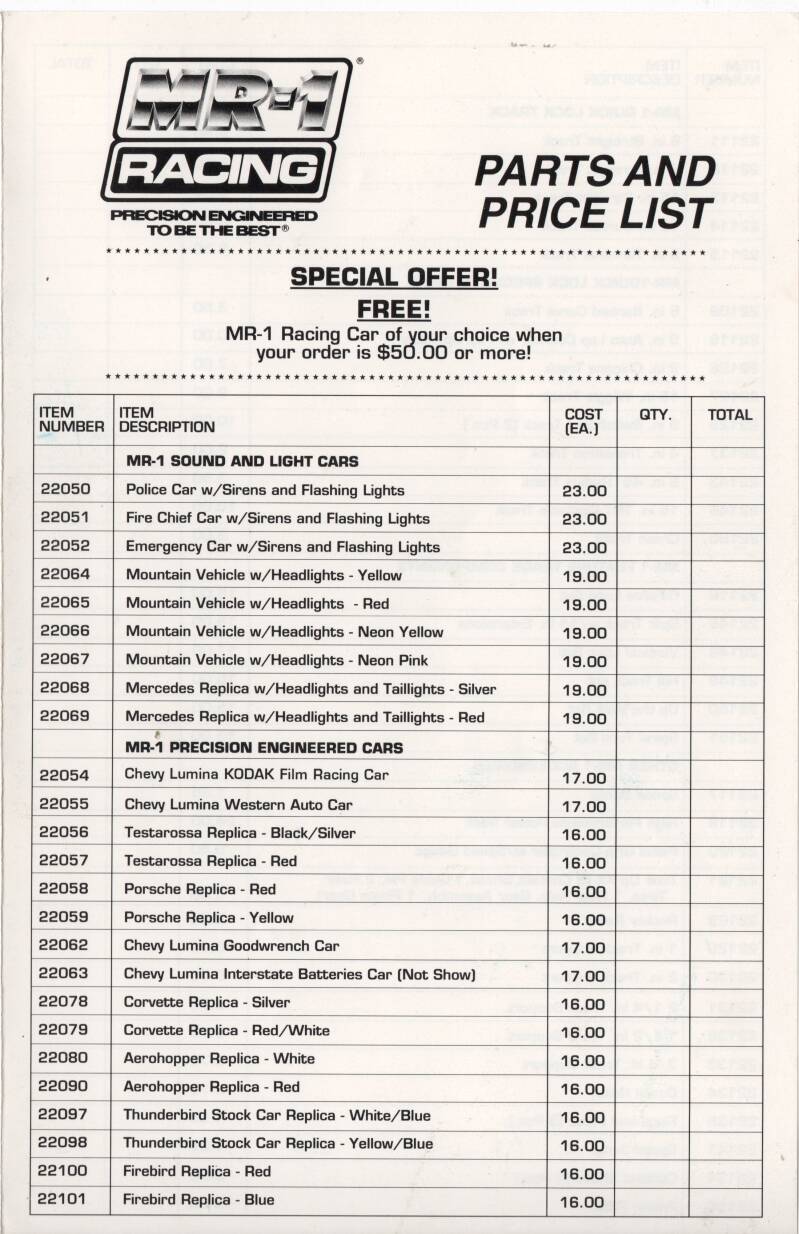 MR-1®
RACING
PRECISION ENGINEERED
TO BE THE BEST®
PARTS AND
PRICE LIST
SPECIAL OFFER!
FREE!
MR-1 Racing Car of your choice when
your order is $50.00 or more!
ITEM NUMBER ITEM DESCRIPTION COST (EA.) QTY. TOTAL
MR-1 SOUND AND LIGHT CARS
22050 Police Car w/Sirens and Flashing Lights 23.00
22051 Fire Chief Car w/Sirens and Flashing Lights 23.00
22052 Emergency Car w/Sirens and Flashing Lights 23.00
22064 Mountain Vehicle w/Headlights - Yellow 19.00
22065 Mountain Vehicle w/Headlights - Red 19.00
22066 Mountain Vehicle w/Headlights - Neon Yellow 19.00
22067 Mountain Vehicle w/Headlights - Neon Pink 19.00
22068 Mercedes Replica w/Headlights and Taillights - Silver 19.00
22069 Mercedes Replica w/Headlights and Taillights - Red 19.00
MR-1 PRECISION ENGINEERED CARS
22054 Chevy Lumina KODAK Film Racing Car 17.00
22055 Chevy Lumina Western Auto Car 17.00
22056 Testarossa Replica - Black/Silver 16.00
22057 Testarossa Replica - Red 16.00
22058 Porsche Replica - Red 16.00
22059 Porsche Replica - Yellow 16.00
22062 Chevy Lumina Goodwrench Car 17.00
22063 Chevy Lumina Interstate Batteries Car (Not Show) 17.00
22078 Corvette Replica - Silver 16.00
22079 Corvette Replica - Red/White 16.00
22080 Aerohopper Replica - White 16.00
22090 Aerohopper Replica - Red 16.00
22097 Thunderbird Stock Car Replica - White/Blue 16.00
22098 Thunderbird Stock Car Replica - Yellow/Blue 16.00
22100 Firebird Replica - Red 16.00
22101 Firebird Replica - Blue 16.00